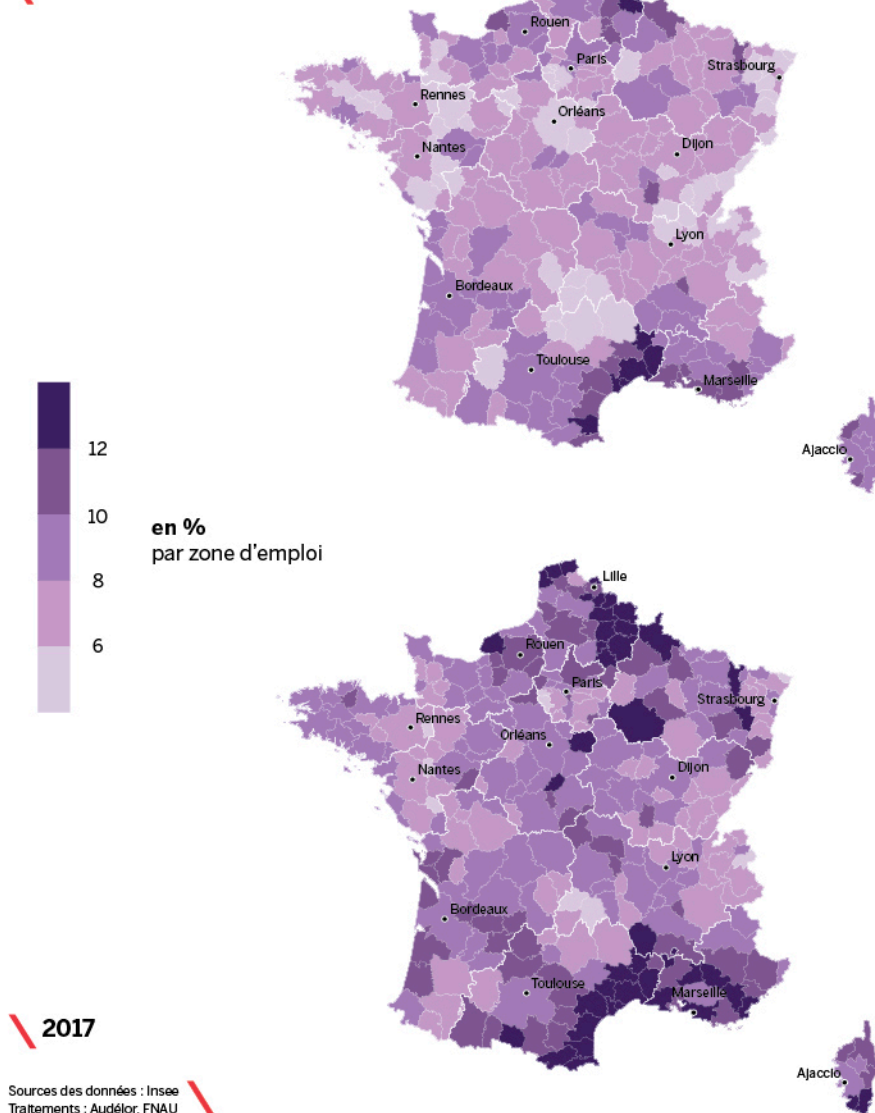 Rouen
Paris
Strasbourg
Rennes
Orléans
Nantes
Dijon
Lyon
Bordeaux
Toulouse
Marseille
Ajaccio
12
10
8
6
en %
par zone d'emploi
Lille
Rouen
Paris
Strasbourg
Rennes
Orléans
Nantes
Dijon
Lyon
Bordeaux
Toulouse
Marseille
2017
Ajaccio
Sources des données : Insee
Traitements : Audélor, FNAU